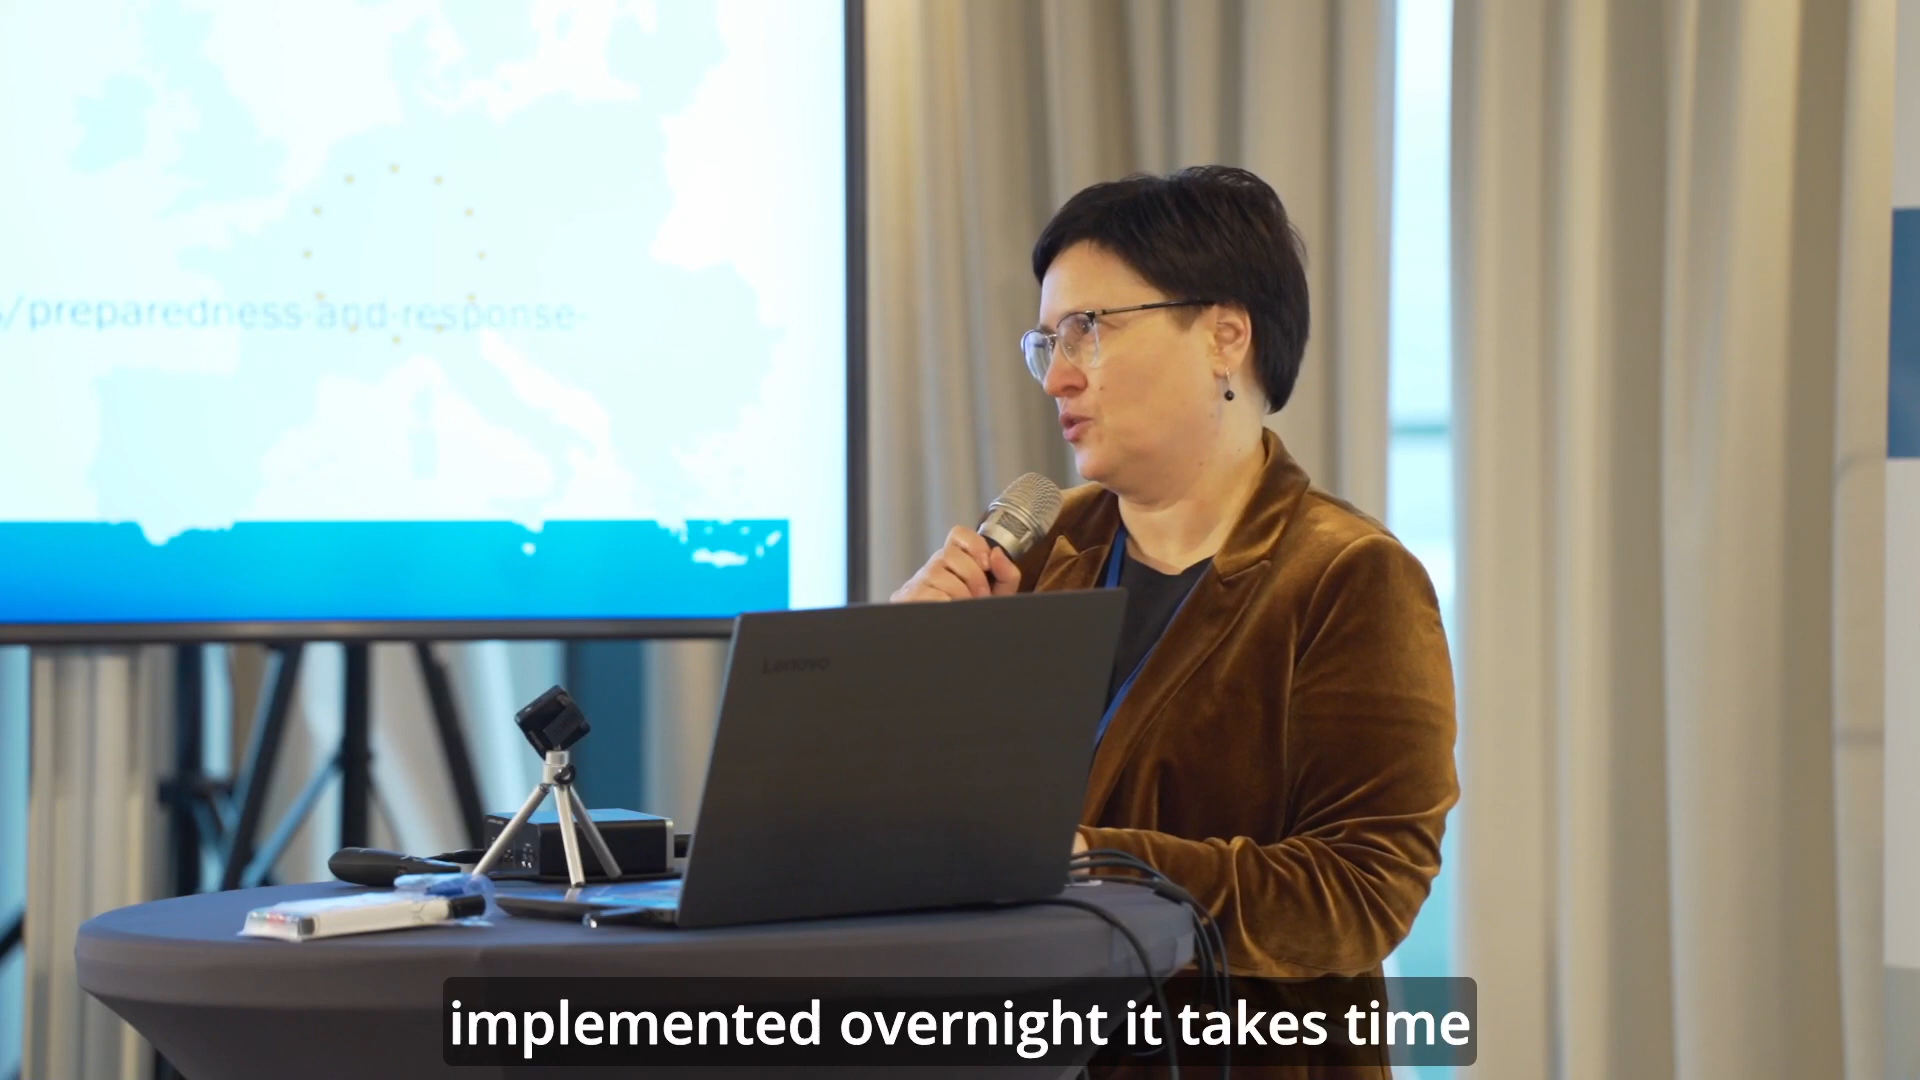 /preparedness-and-response-
Lenovo
implemented overnight it takes time